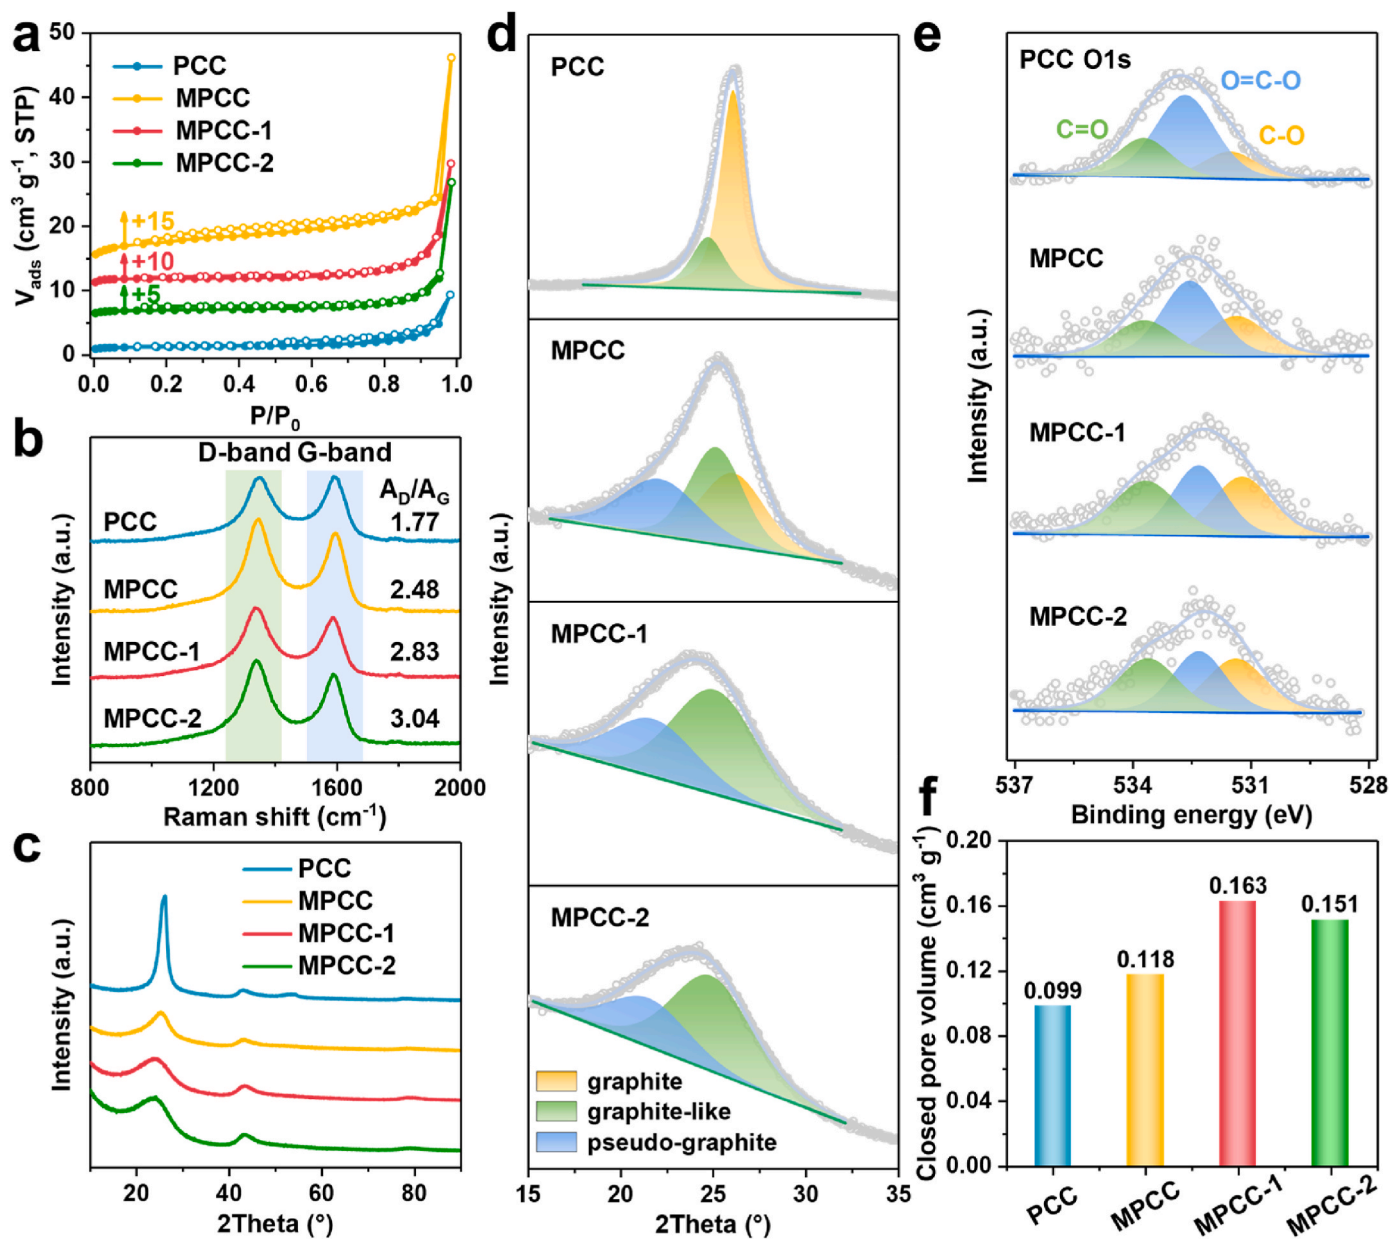 a
V_ads (cm³ g⁻¹, STP)
50
40
30
20
10
0
PCC
MPCC
MPCC-1
MPCC-2
+15
+10
+5
0.0 0.2 0.4 0.6 0.8 1.0
P/P₀
b
Intensity (a.u.)
D-band G-band
A_D/A_G
PCC 1.77
MPCC 2.48
MPCC-1 2.83
MPCC-2 3.04
800 1200 1600 2000
Raman shift (cm⁻¹)
c
Intensity (a.u.)
PCC
MPCC
MPCC-1
MPCC-2
20 40 60 80
2Theta (°)
d
Intensity (a.u.)
PCC
MPCC
MPCC-1
MPCC-2
graphite
graphite-like
pseudo-graphite
15 20 25 30 35
2Theta (°)
e
Intensity (a.u.)
PCC O1s
O=C-O
C=O
C-O
MPCC
MPCC-1
MPCC-2
537 534 531 528
Binding energy (eV)
f
Closed pore volume (cm³ g⁻¹)
0.20
0.16
0.12
0.08
0.04
0.00
0.099
0.118
0.163
0.151
PCC MPCC MPCC-1 MPCC-2